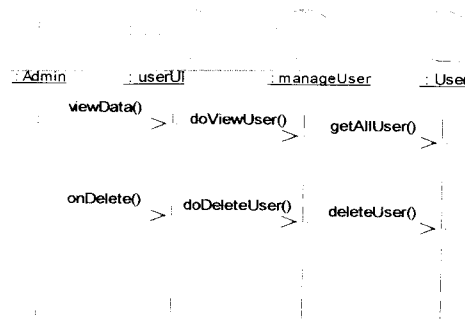 : Admin : userUI : manageUser : User
viewData() doViewUser() getAllUser()
onDelete() doDeleteUser() deleteUser()